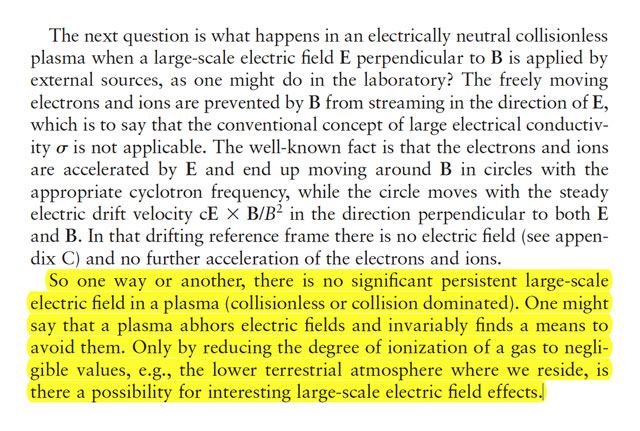 The next question is what happens in an electrically neutral collisionless
plasma when a large-scale electric field E perpendicular to B is applied by
external sources, as one might do in the laboratory? The freely moving
electrons and ions are prevented by B from streaming in the direction of E,
which is to say that the conventional concept of large electrical conductiv-
ity σ is not applicable. The well-known fact is that the electrons and ions
are accelerated by E and end up moving around B in circles with the
appropriate cyclotron frequency, while the circle moves with the steady
electric drift velocity cE × B/B² in the direction perpendicular to both E
and B. In that drifting reference frame there is no electric field (see appen-
dix C) and no further acceleration of the electrons and ions.
So one way or another, there is no significant persistent large-scale
electric field in a plasma (collisionless or collision dominated). One might
say that a plasma abhors electric fields and invariably finds a means to
avoid them. Only by reducing the degree of ionization of a gas to negli-
gible values, e.g., the lower terrestrial atmosphere where we reside, is
there a possibility for interesting large-scale electric field effects.